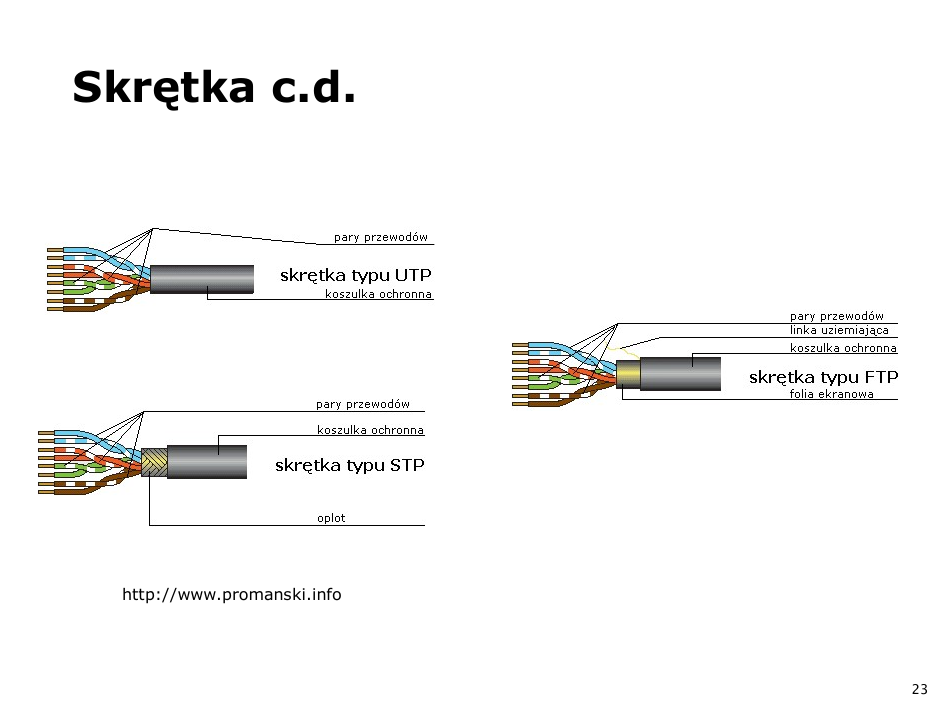 Skrętka c.d.
pary przewodów
skrętka typu UTP
koszulka ochronna
pary przewodów
koszulka ochronna
skrętka typu STP
oplot
pary przewodów
linka uziemiająca
koszulka ochronna
skrętka typu FTP
folia ekranowa
http://www.promanski.info
23